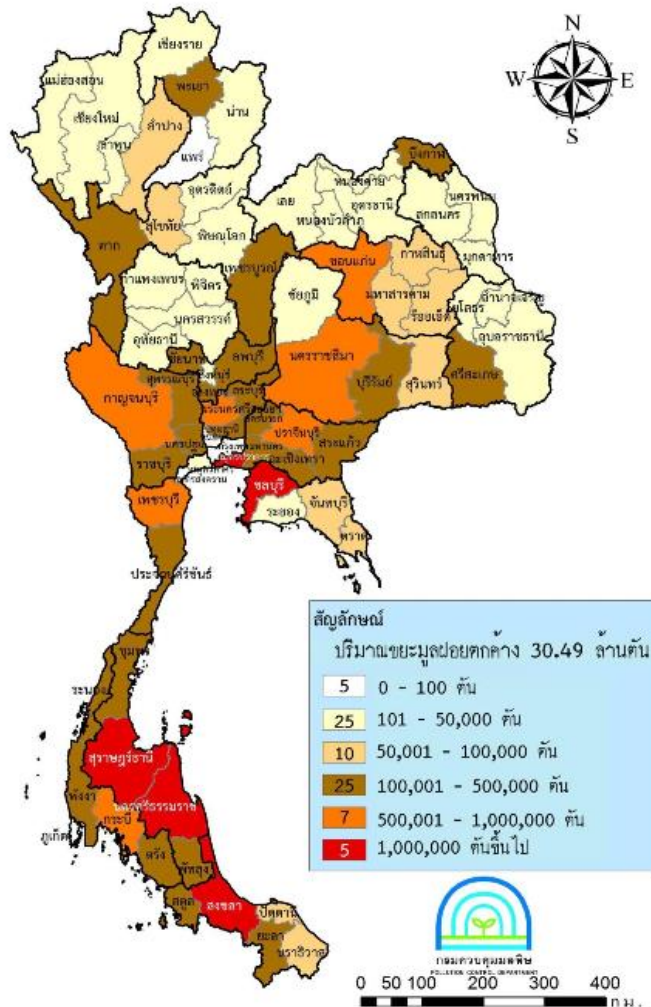 N
W E
S
เชียงราย
แม่ฮ่องสอน
พะเยา
น่าน
เชียงใหม่
ลำปาง
ลำพูน
แพร่
อุตรดิตถ์
สุโขทัย
ตาก
พิษณุโลก
เพชรบูรณ์
กำแพงเพชร
พิจิตร
นครสวรรค์
อุทัยธานี
บึงกาฬ
หนองคาย
นครพนม
เลย
อุดรธานี
สกลนคร
หนองบัวลำภู
มุกดาหาร
ขอนแก่น
กาฬสินธุ์
ชัยภูมิ
มหาสารคาม
ร้อยเอ็ด
ยโสธร
อำนาจเจริญ
อุบลราชธานี
ชัยนาท
ลพบุรี
นครราชสีมา
บุรีรัมย์
สุรินทร์
ศรีสะเกษ
สุพรรณบุรี
สระบุรี
กาญจนบุรี
ปราจีนบุรี
สระแก้ว
นครปฐม
ฉะเชิงเทรา
ราชบุรี
ชลบุรี
เพชรบุรี
ระยอง
จันทบุรี
ตราด
ประจวบคีรีขันธ์
ชุมพร
ระนอง
สุราษฎร์ธานี
พังงา
นครศรีธรรมราช
กระบี่
ภูเก็ต
ตรัง
พัทลุง
สตูล
สงขลา
ปัตตานี
ยะลา
นราธิวาส
สัญลักษณ์
ปริมาณขยะมูลฝอยตกค้าง 30.49 ล้านตัน
5 0 - 100 ตัน
25 101 - 50,000 ตัน
10 50,001 - 100,000 ตัน
25 100,001 - 500,000 ตัน
7 500,001 - 1,000,000 ตัน
5 1,000,000 ตันขึ้นไป
กรมควบคุมมลพิษ
POLLUTION CONTROL DEPARTMENT
0 50 100 200 300 400
กม.